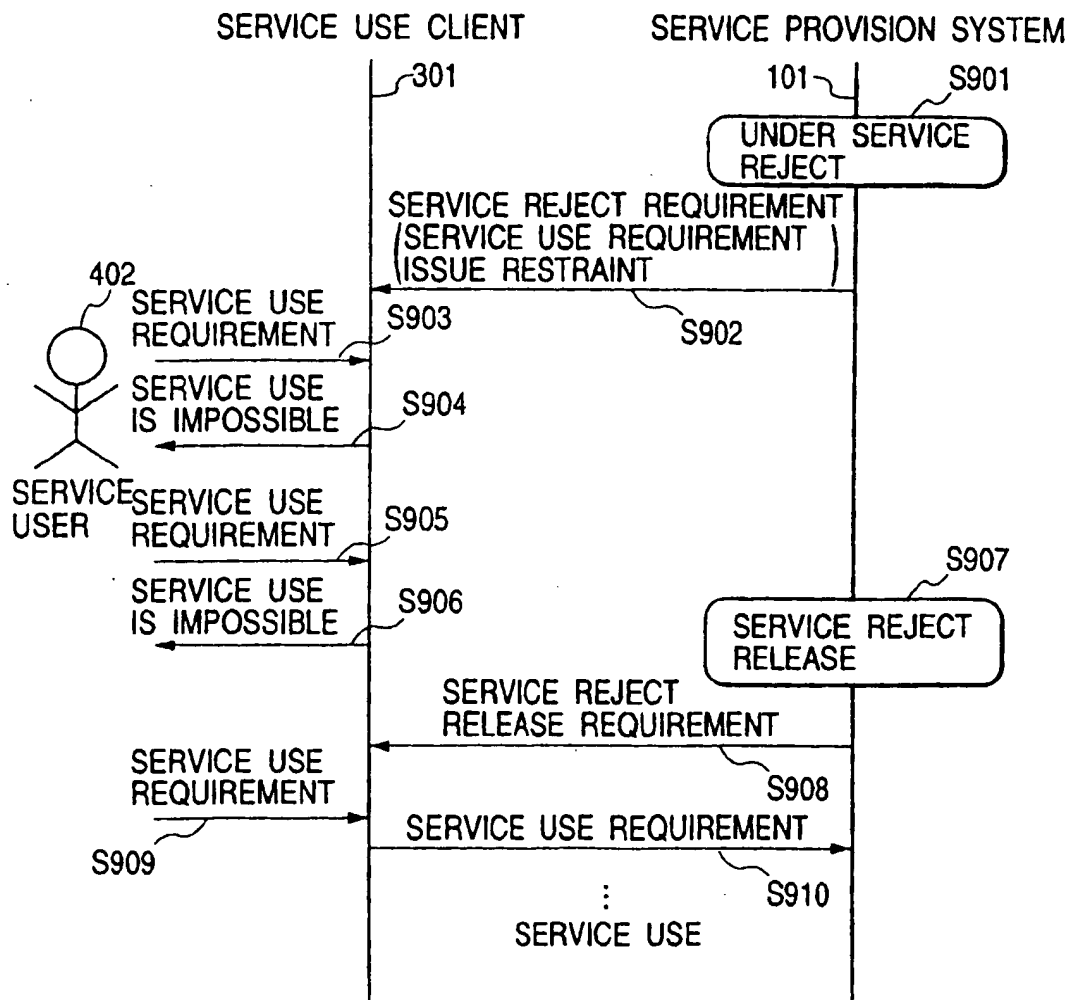 SERVICE USE CLIENT
SERVICE PROVISION SYSTEM
301
101
S901
UNDER SERVICE
REJECT
SERVICE REJECT REQUIREMENT
(SERVICE USE REQUIREMENT
ISSUE RESTRAINT)
S902
402
SERVICE USE
REQUIREMENT
S903
SERVICE USE
IS IMPOSSIBLE
S904
SERVICE
USER
SERVICE USE
REQUIREMENT
S905
SERVICE USE
IS IMPOSSIBLE
S906
S907
SERVICE REJECT
RELEASE
SERVICE REJECT
RELEASE REQUIREMENT
S908
SERVICE USE
REQUIREMENT
S909
SERVICE USE REQUIREMENT
S910
⋮
SERVICE USE